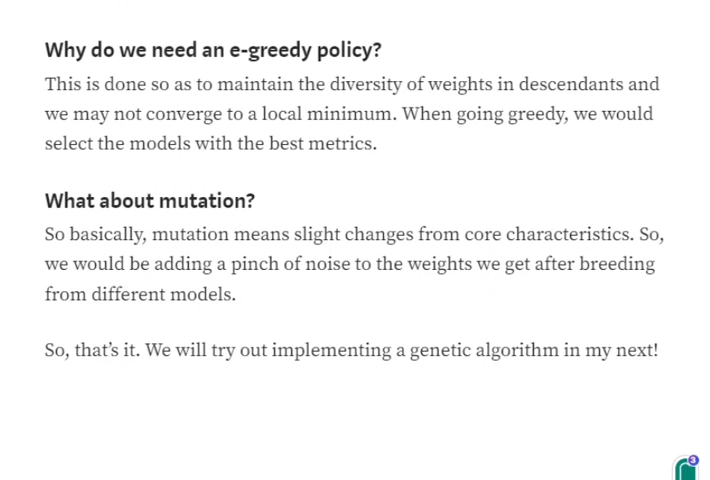 Why do we need an e-greedy policy?
This is done so as to maintain the diversity of weights in descendants and
we may not converge to a local minimum. When going greedy, we would
select the models with the best metrics.
What about mutation?
So basically, mutation means slight changes from core characteristics. So,
we would be adding a pinch of noise to the weights we get after breeding
from different models.
So, that’s it. We will try out implementing a genetic algorithm in my next!
3